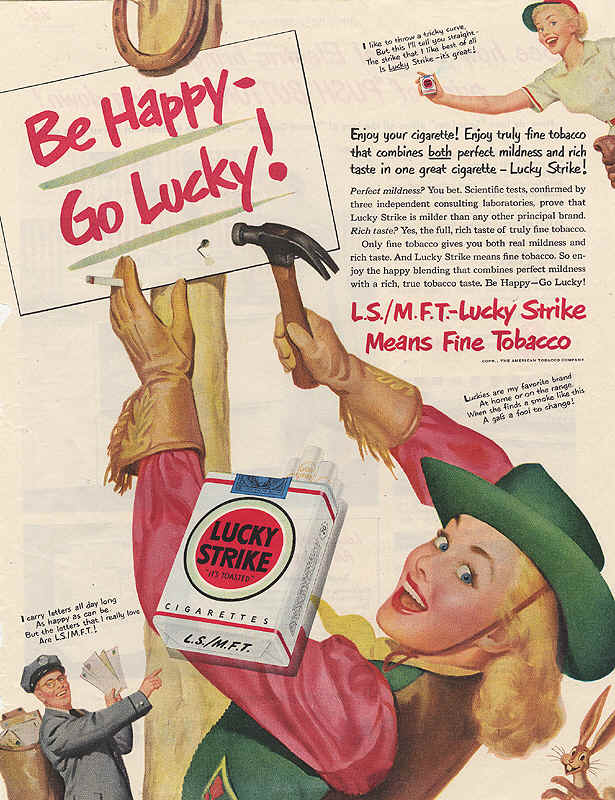 Be Happy-
Go Lucky!
I like to throw a tricky curve,
But this I'll tell you straight-
The strike that I like best of all
Is Lucky Strike-it's great!
Enjoy your cigarette! Enjoy truly fine tobacco
that combines both perfect mildness and rich
taste in one great cigarette - Lucky Strike!
Perfect mildness? You bet. Scientific tests, confirmed by
three independent consulting laboratories, prove that
Lucky Strike is milder than any other principal brand.
Rich taste? Yes, the full, rich taste of truly fine tobacco.
Only fine tobacco gives you both real mildness and
rich taste. And Lucky Strike means fine tobacco. So en-
joy the happy blending that combines perfect mildness
with a rich, true tobacco taste. Be Happy—Go Lucky!
L.S./M.F.T.-Lucky Strike
Means Fine Tobacco
COPR., THE AMERICAN TOBACCO COMPANY
Luckies are my favorite brand
At home or on the range.
When she finds a smoke like this
A gal's a fool to change!
LUCKY
STRIKE
"IT'S TOASTED"
CIGARETTES
L.S./M.F.T.
I carry letters all day long
As happy as can be.
But the letters that I really love
Are L.S./M.F.T.!